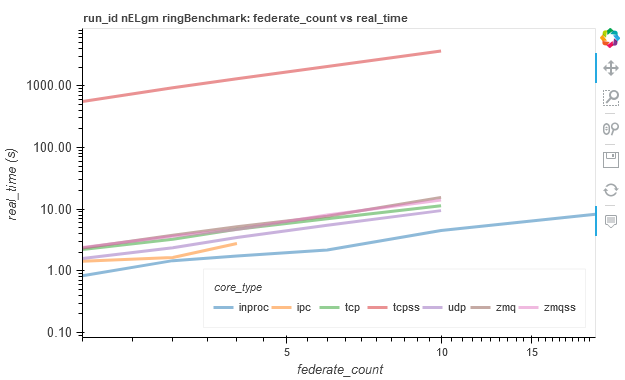 run_id nELgm ringBenchmark: federate_count vs real_time
1000.00
100.00
10.00
1.00
0.10
real_time (s)
core_type
inproc ipc tcp tcpss udp zmq zmqss
5 10 15
federate_count